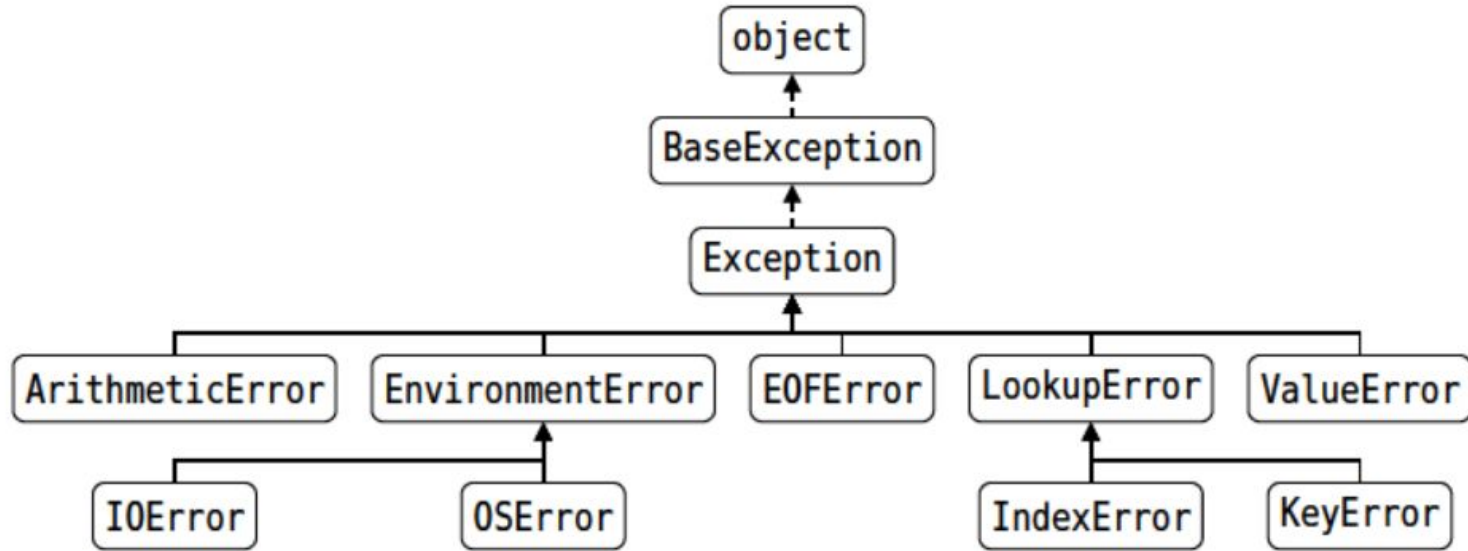 object
BaseException
Exception
ArithmeticError EnvironmentError EOFError LookupError ValueError
IOError OSError IndexError KeyError